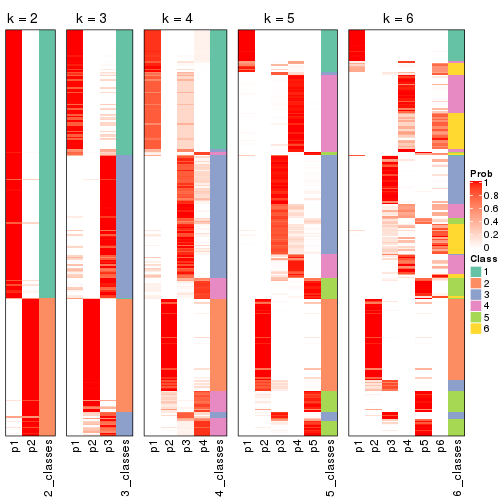 k = 2
k = 3
k = 4
k = 5
k = 6
p1
p2
2_classes
p1
p2
p3
3_classes
p1
p2
p3
p4
4_classes
p1
p2
p3
p4
p5
5_classes
p1
p2
p3
p4
p5
p6
6_classes
Prob
1
0.8
0.6
0.4
0.2
0
Class
1
2
3
4
5
6